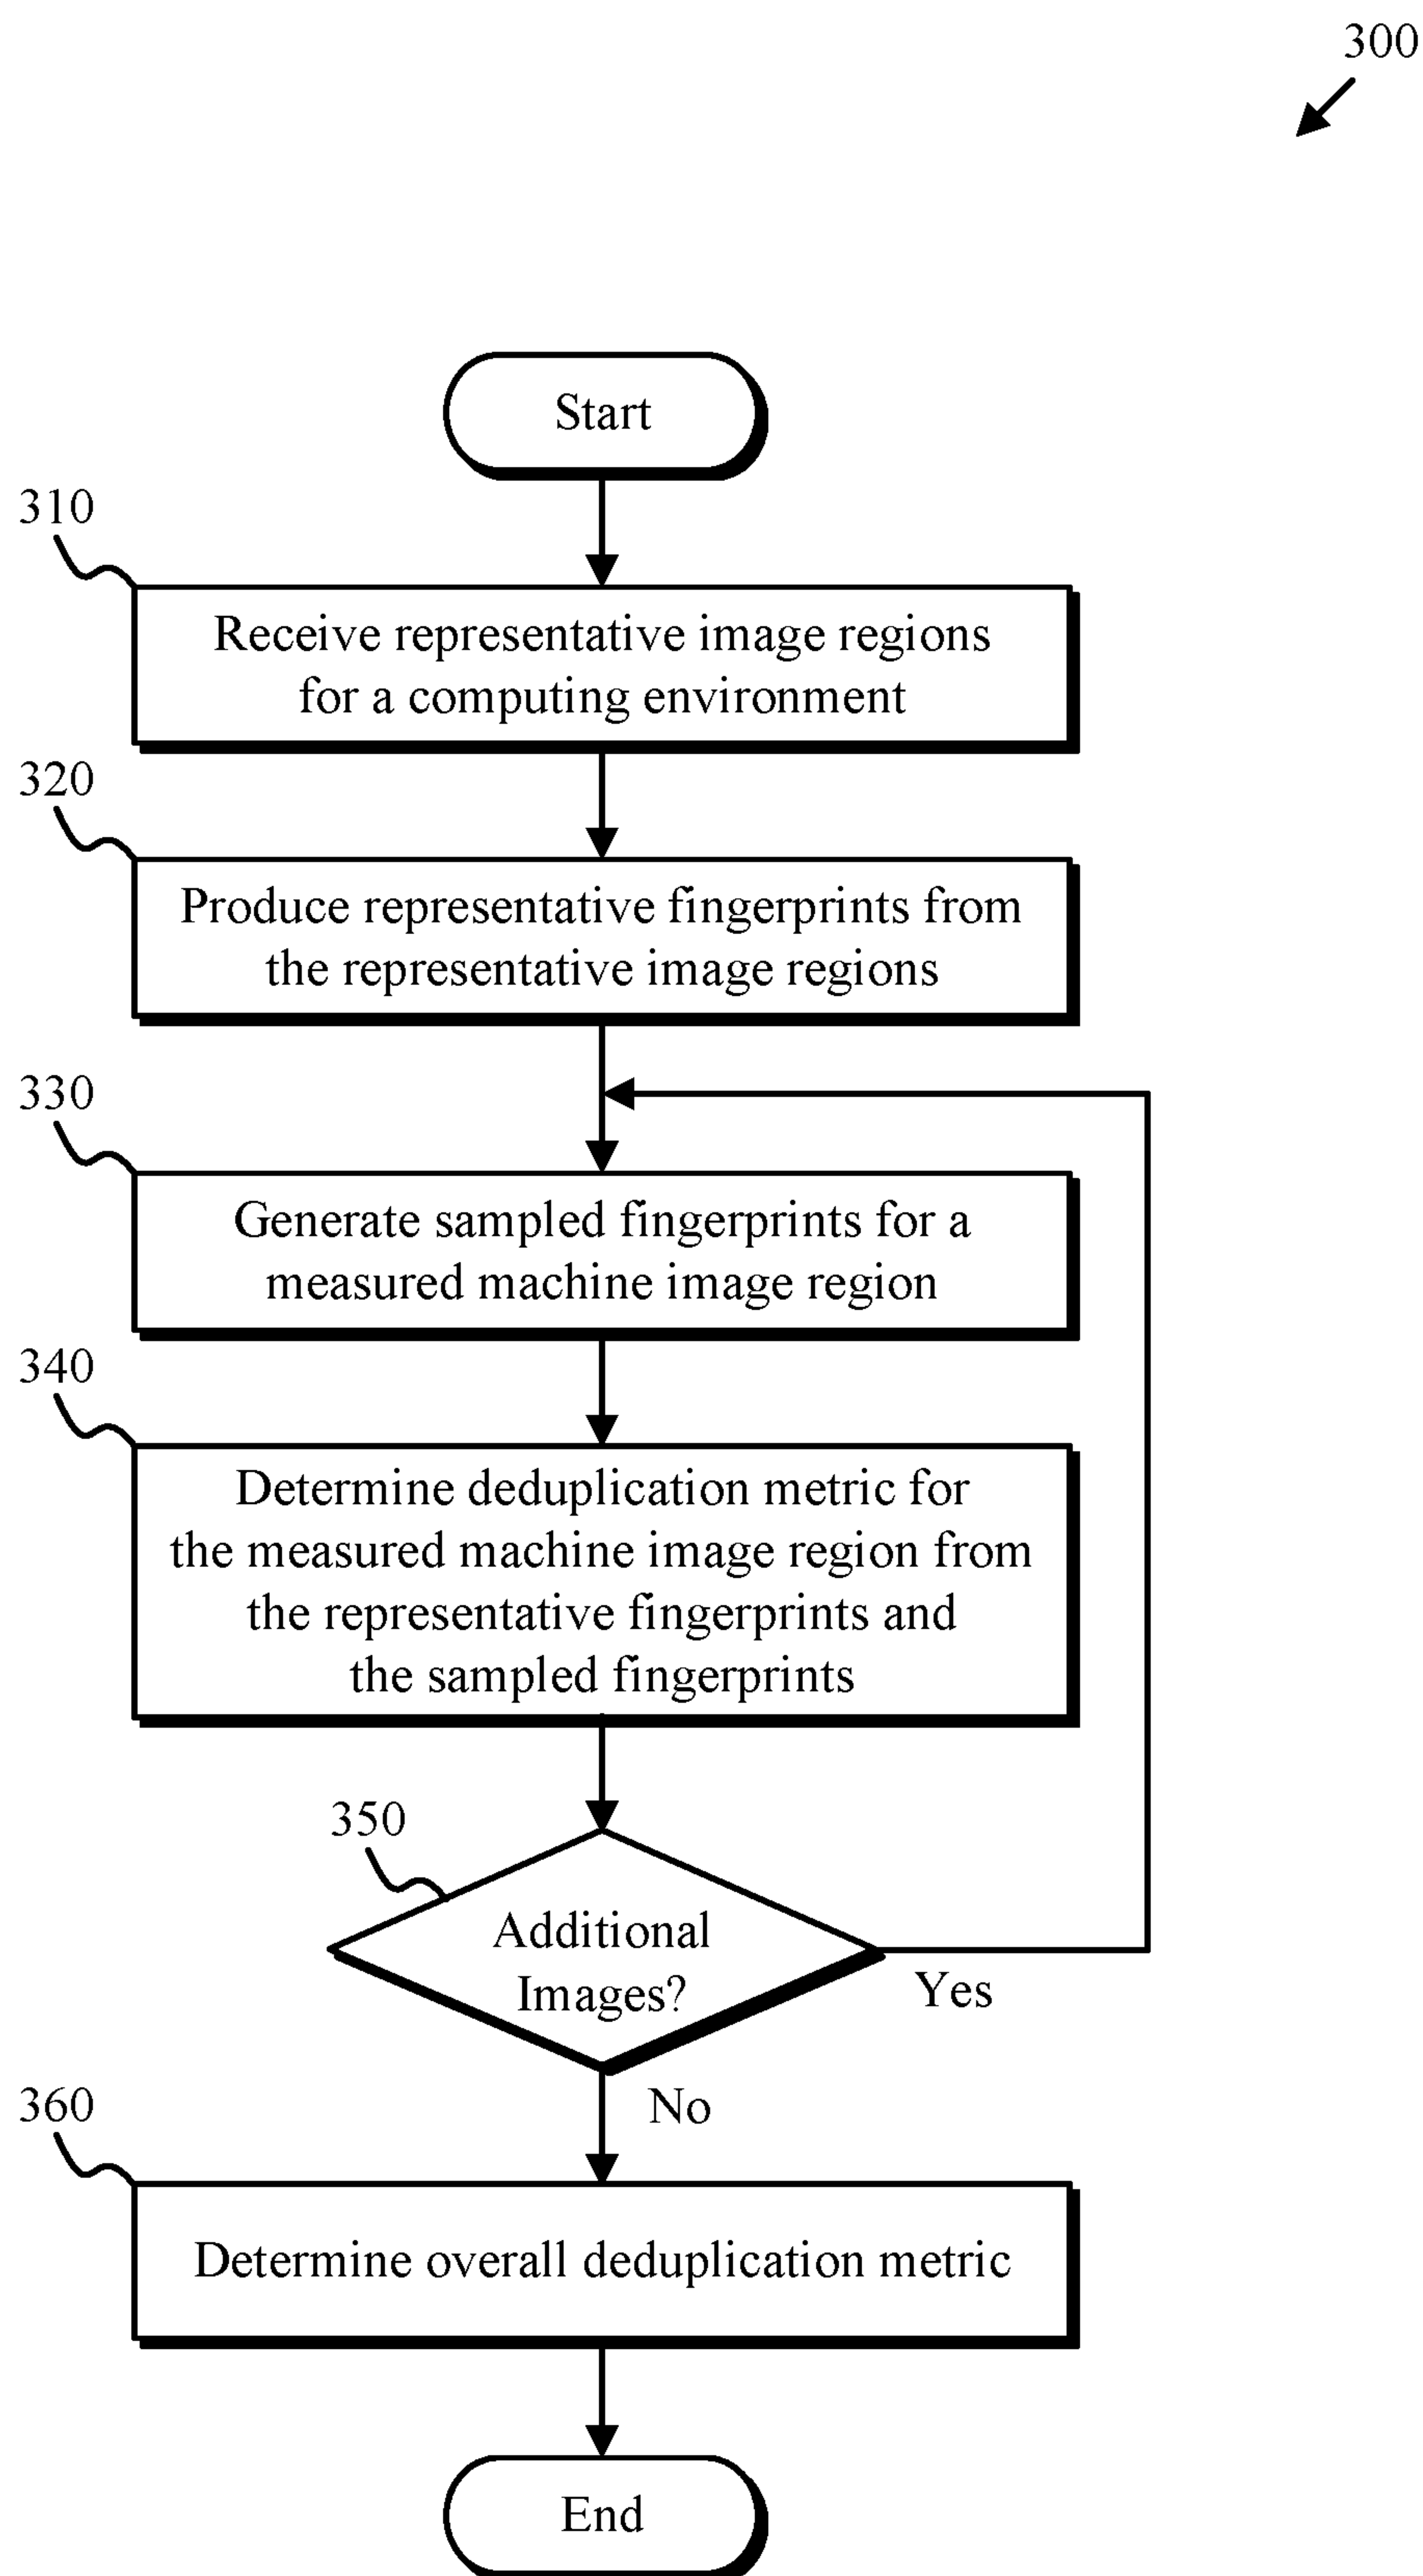 300
Start
310
Receive representative image regions
for a computing environment
320
Produce representative fingerprints from
the representative image regions
330
Generate sampled fingerprints for a
measured machine image region
340
Determine deduplication metric for
the measured machine image region from
the representative fingerprints and
the sampled fingerprints
350
Additional
Images?
Yes
No
360
Determine overall deduplication metric
End